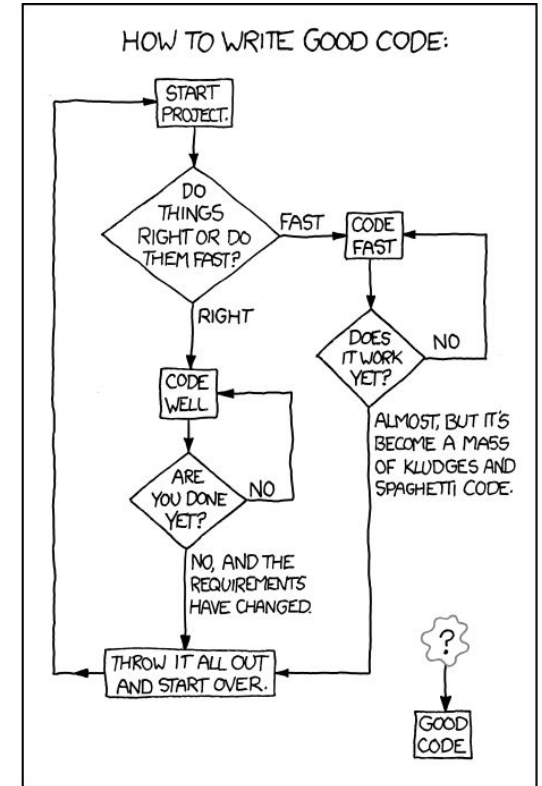 HOW TO WRITE GOOD CODE:
START
PROJECT.
DO
THINGS
RIGHT OR DO
THEM FAST?
FAST
CODE
FAST
RIGHT
DOES
IT WORK
YET?
NO
CODE
WELL
ALMOST, BUT IT'S
BECOME A MASS
OF KLUDGES AND
SPAGHETTI CODE.
ARE
YOU DONE
YET?
NO
NO, AND THE
REQUIREMENTS
HAVE CHANGED.
THROW IT ALL OUT
AND START OVER.
?
GOOD
CODE